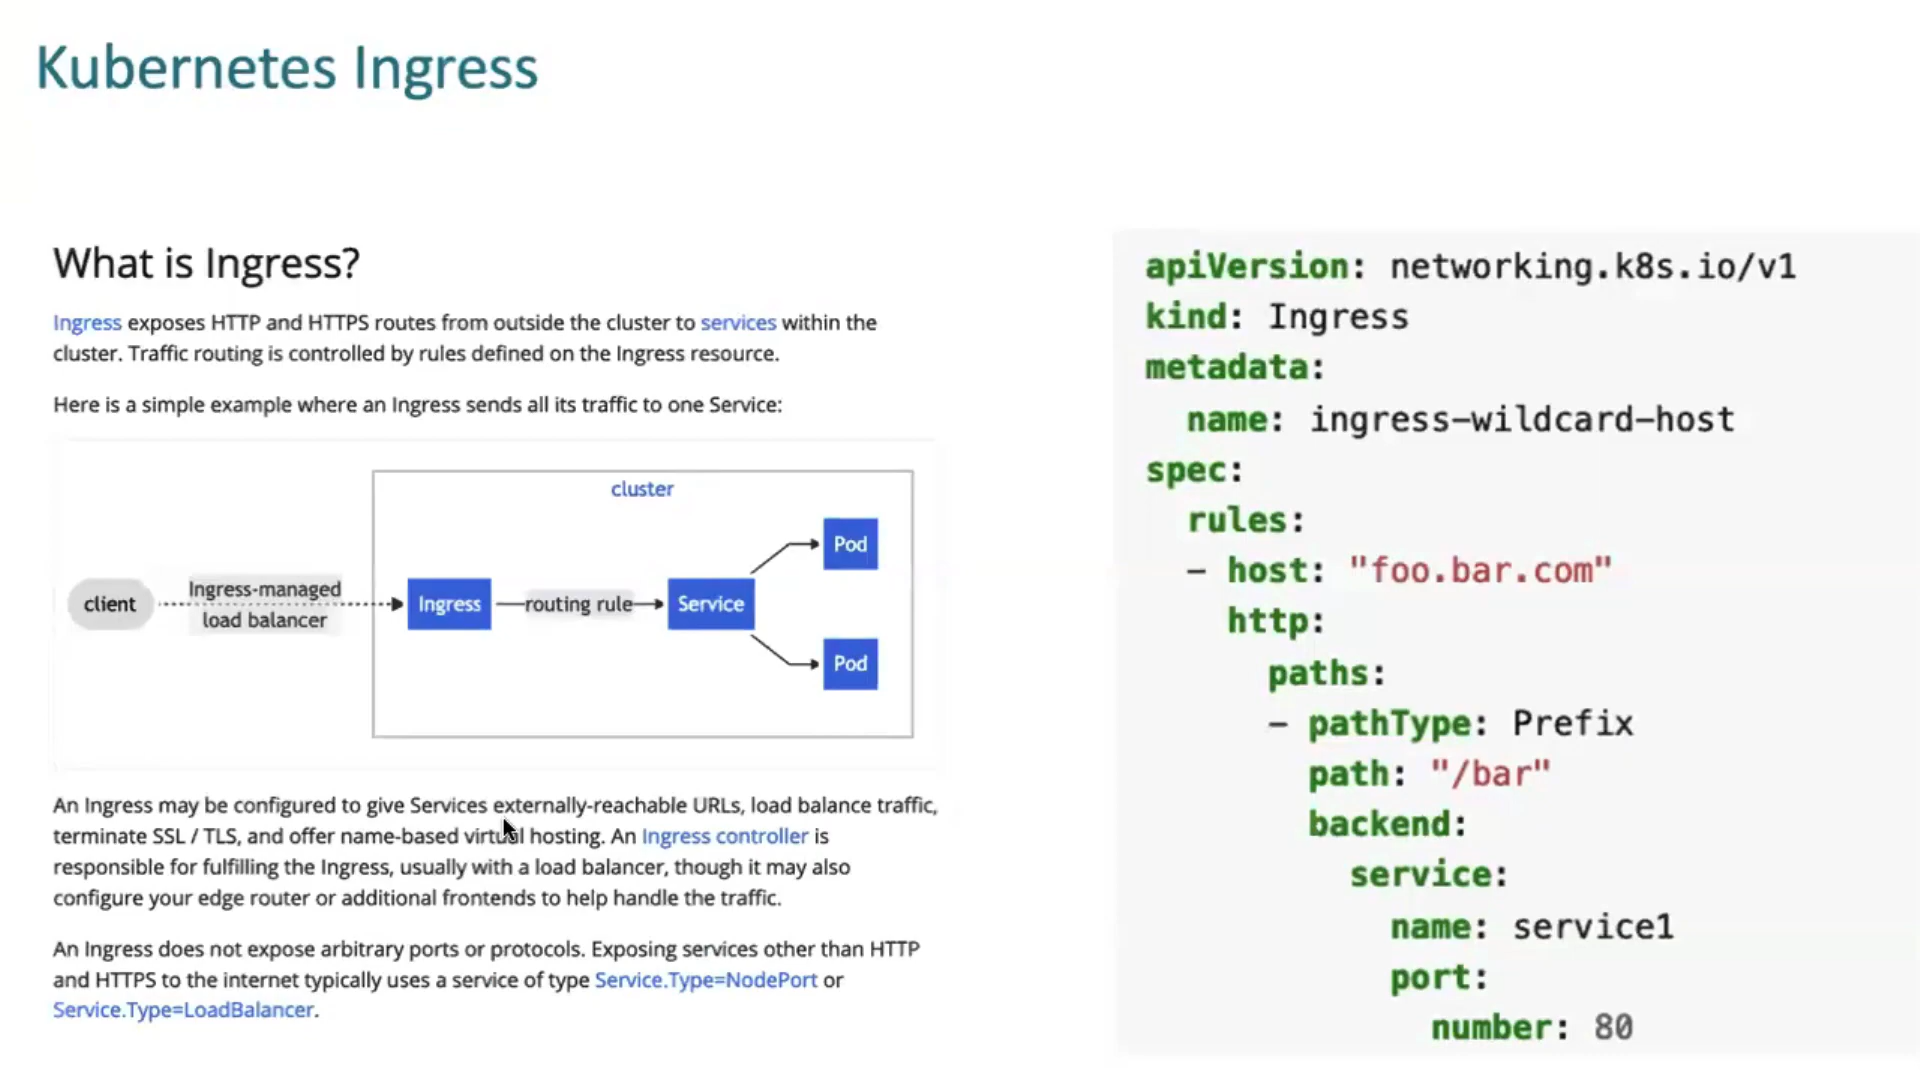 Kubernetes Ingress
What is Ingress?
Ingress exposes HTTP and HTTPS routes from outside the cluster to services within the
cluster. Traffic routing is controlled by rules defined on the Ingress resource.
Here is a simple example where an Ingress sends all its traffic to one Service:
cluster
Pod
client
Ingress-managed
load balancer
Ingress
routing rule
Service
Pod
An Ingress may be configured to give Services externally-reachable URLs, load balance traffic,
terminate SSL / TLS, and offer name-based virtual hosting. An Ingress controller is
responsible for fulfilling the Ingress, usually with a load balancer, though it may also
configure your edge router or additional frontends to help handle the traffic.
An Ingress does not expose arbitrary ports or protocols. Exposing services other than HTTP
and HTTPS to the internet typically uses a service of type Service.Type=NodePort or
Service.Type=LoadBalancer.
apiVersion: networking.k8s.io/v1
kind: Ingress
metadata:
  name: ingress-wildcard-host
spec:
  rules:
  - host: "foo.bar.com"
    http:
      paths:
      - pathType: Prefix
        path: "/bar"
        backend:
          service:
            name: service1
            port:
              number: 80